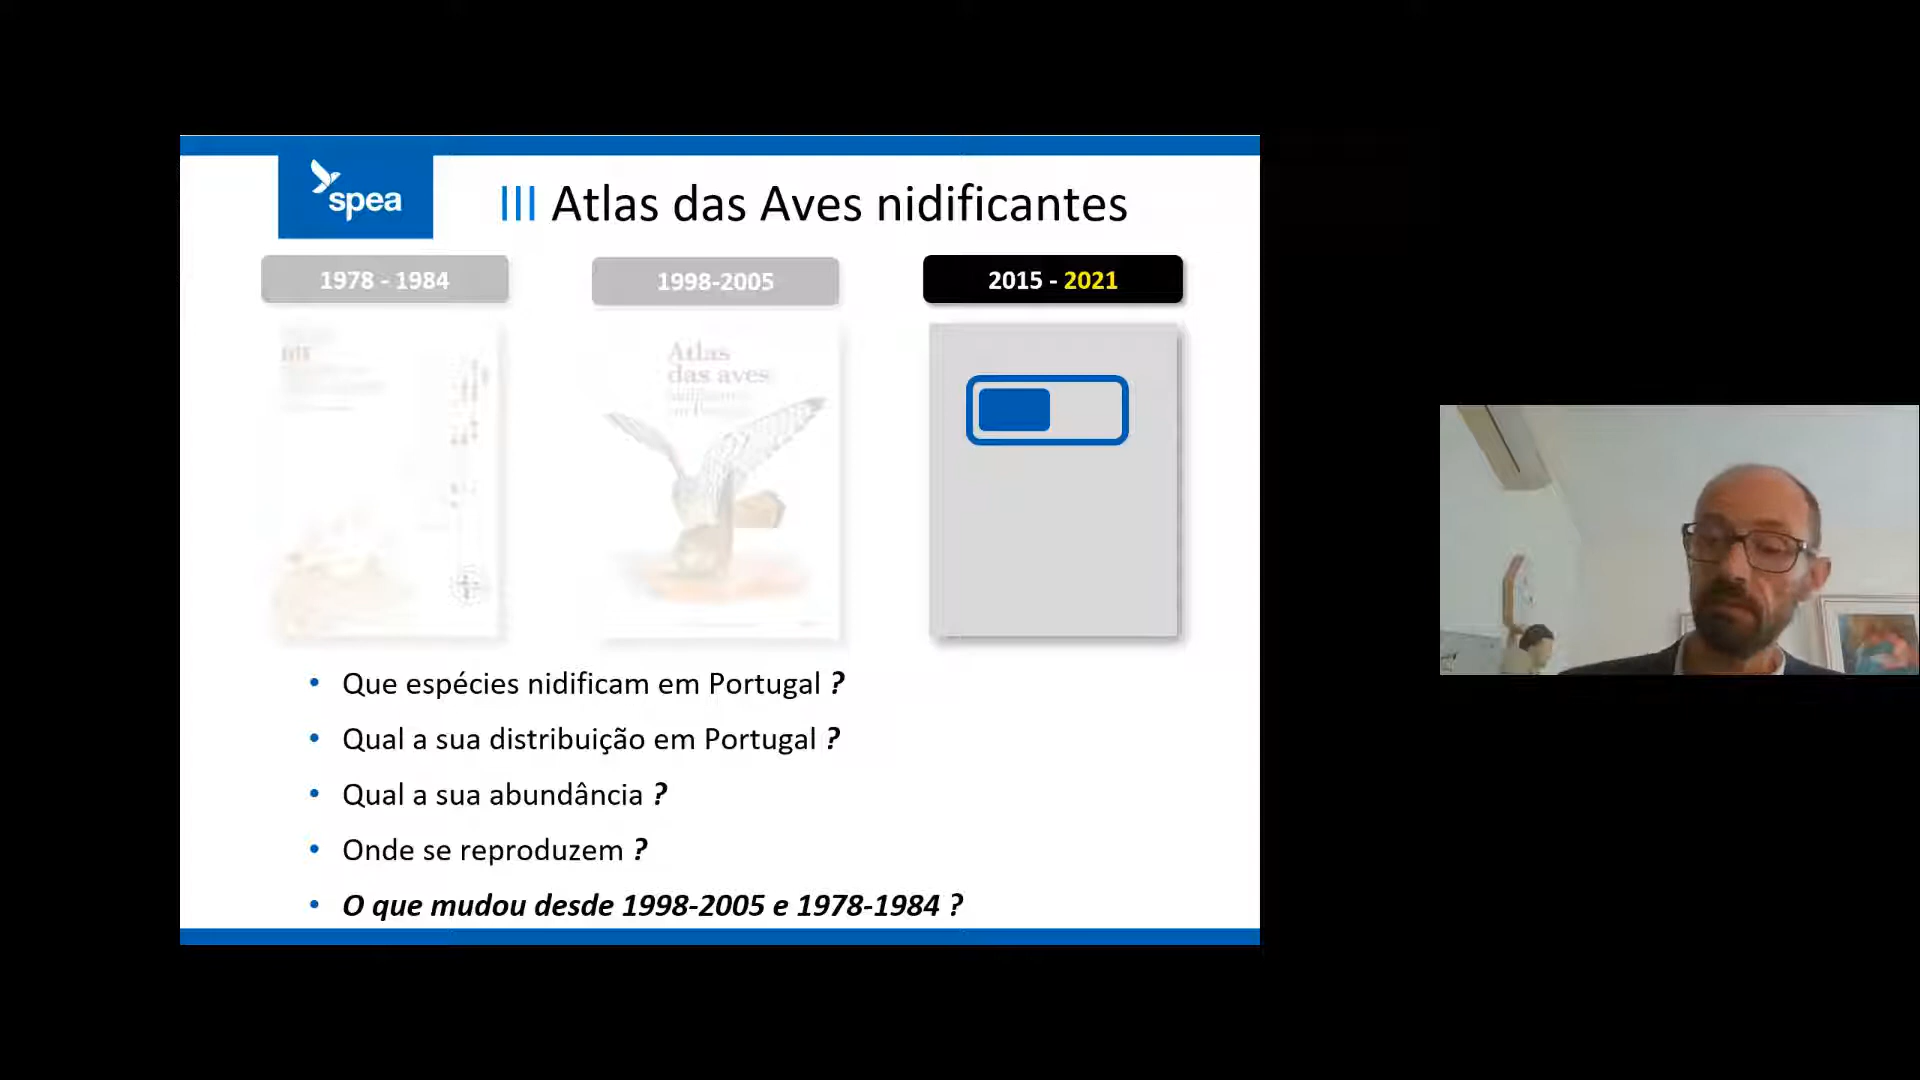 spea
III Atlas das Aves nidificantes
1978 - 1984
1998-2005
2015 - 2021
Atlas
das aves
• Que espécies nidificam em Portugal ?
• Qual a sua distribuição em Portugal ?
• Qual a sua abundância ?
• Onde se reproduzem ?
• O que mudou desde 1998-2005 e 1978-1984 ?